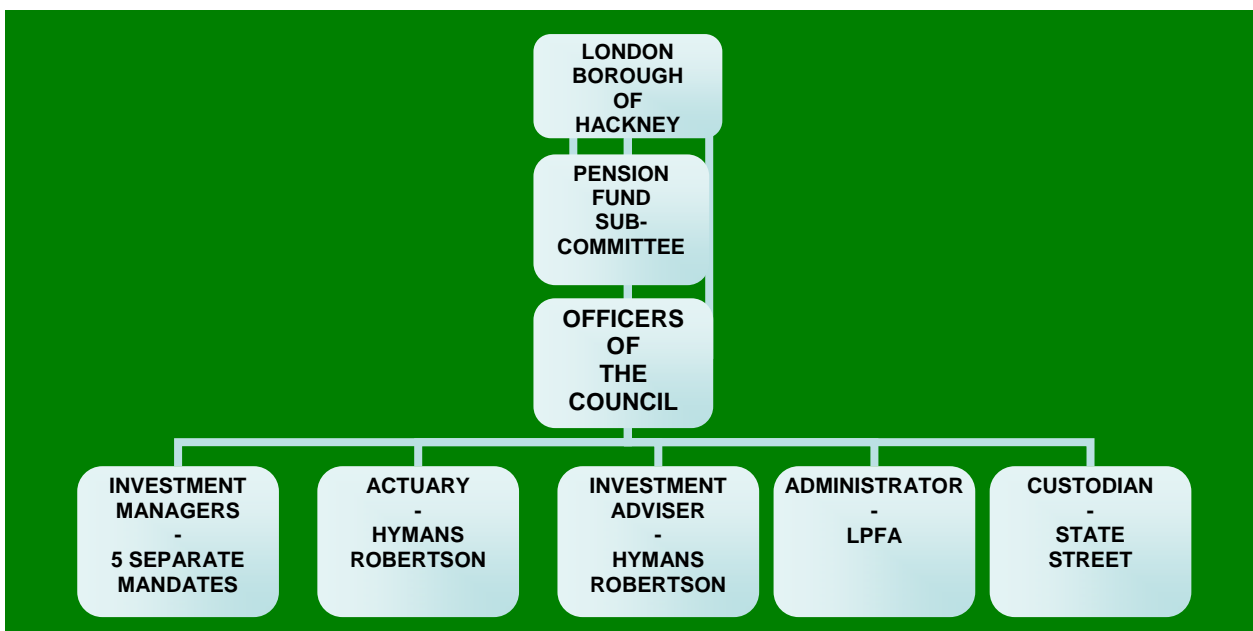 LONDON
BOROUGH
OF
HACKNEY
PENSION
FUND
SUB-
COMMITTEE
OFFICERS
OF
THE
COUNCIL
INVESTMENT
MANAGERS
-
5 SEPARATE
MANDATES
ACTUARY
-
HYMANS
ROBERTSON
INVESTMENT
ADVISER
-
HYMANS
ROBERTSON
ADMINISTRATOR
-
LPFA
CUSTODIAN
-
STATE
STREET